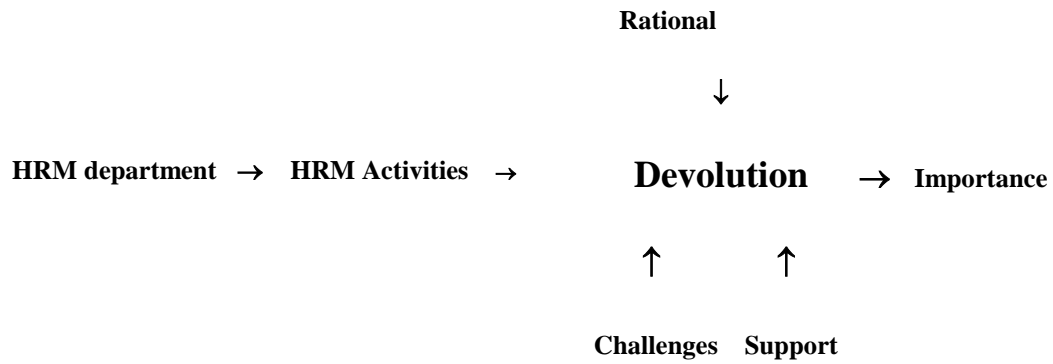 Rational
↓
HRM department → HRM Activities → Devolution → Importance
↑ ↑
Challenges Support